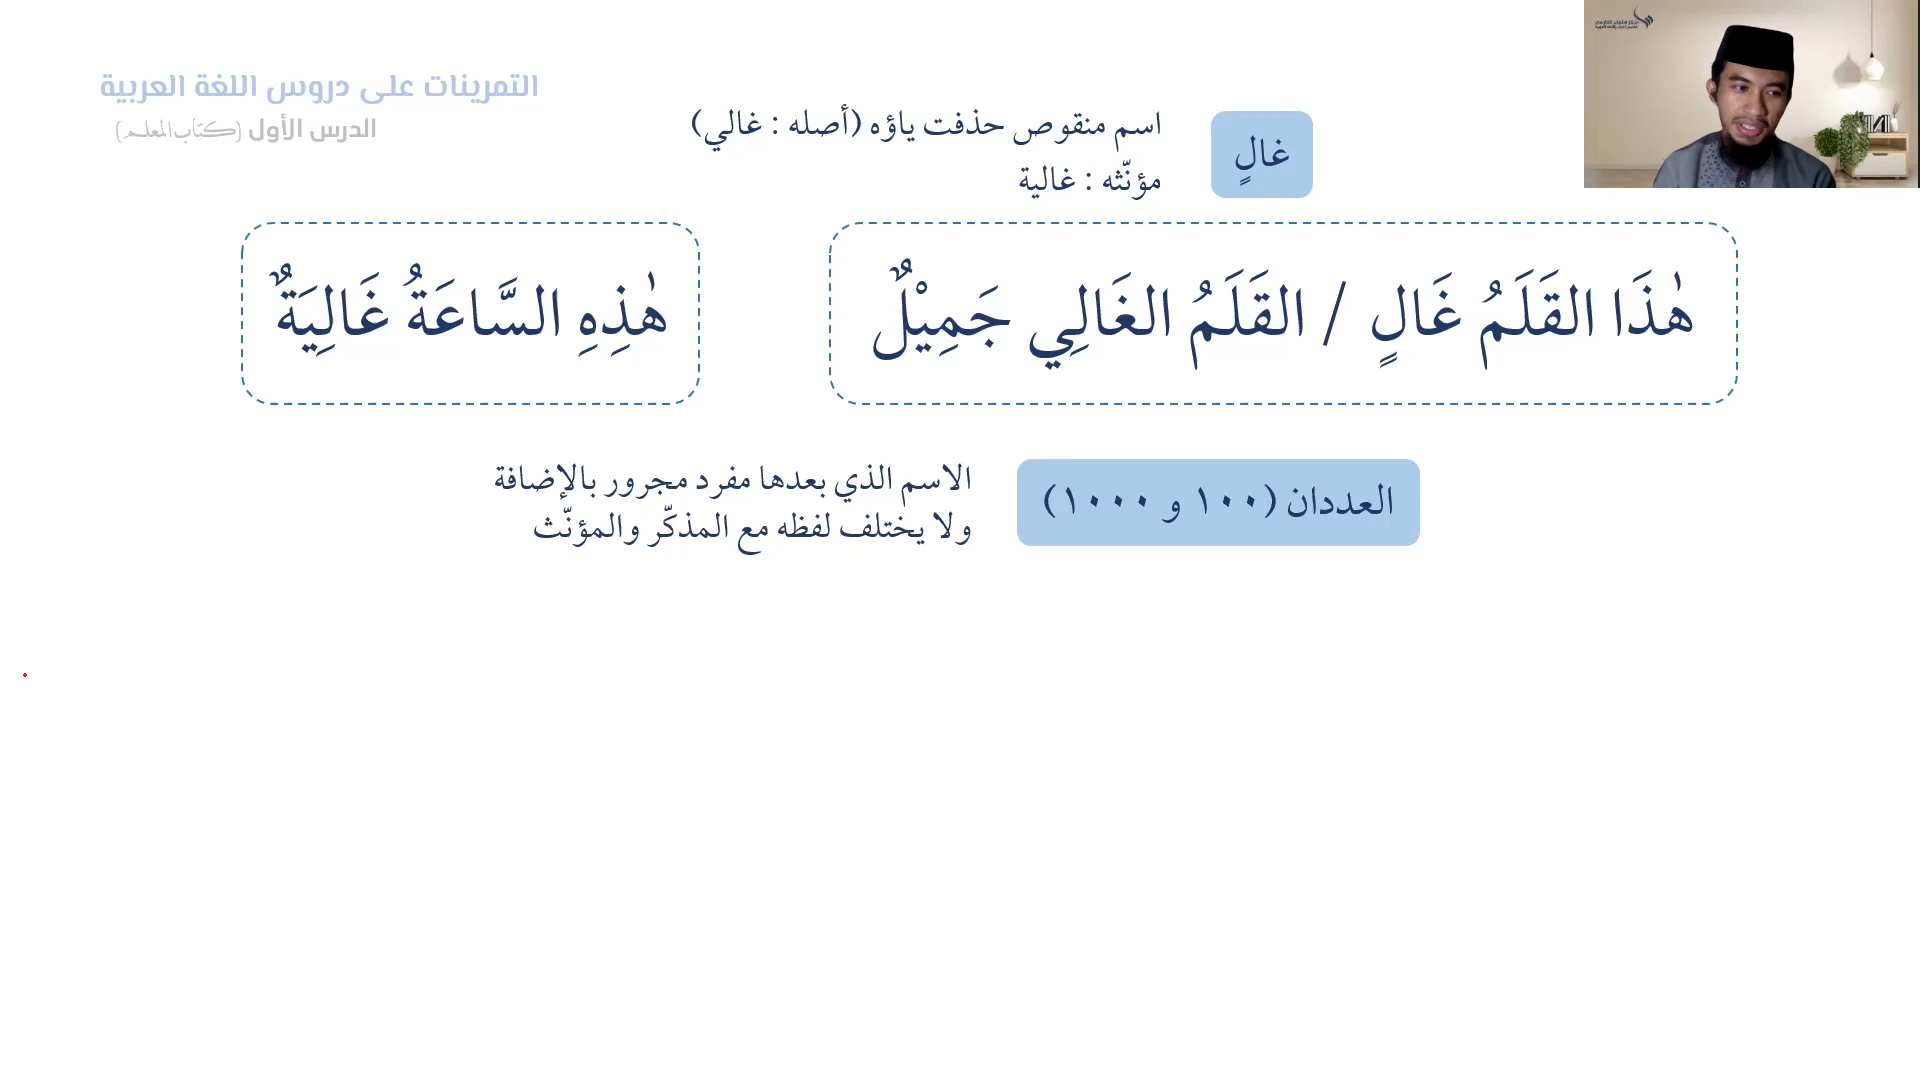 التمرينات على دروس اللغة العربية
الدرس الأول (كتاب المعلم)
غالٍ
اسم منقوص حذفت ياؤه (أصله : غالي)
مؤنّثه : غالية
هٰذَا القَلَمُ غَالٍ / القَلَمُ الغَالِي جَمِيْلٌ
هٰذِهِ السَّاعَةُ غَالِيَةٌ
العددان (١٠٠ و ١٠٠٠)
الاسم الذي بعدها مفرد مجرور بالإضافة
ولا يختلف لفظه مع المذكّر والمؤنّث